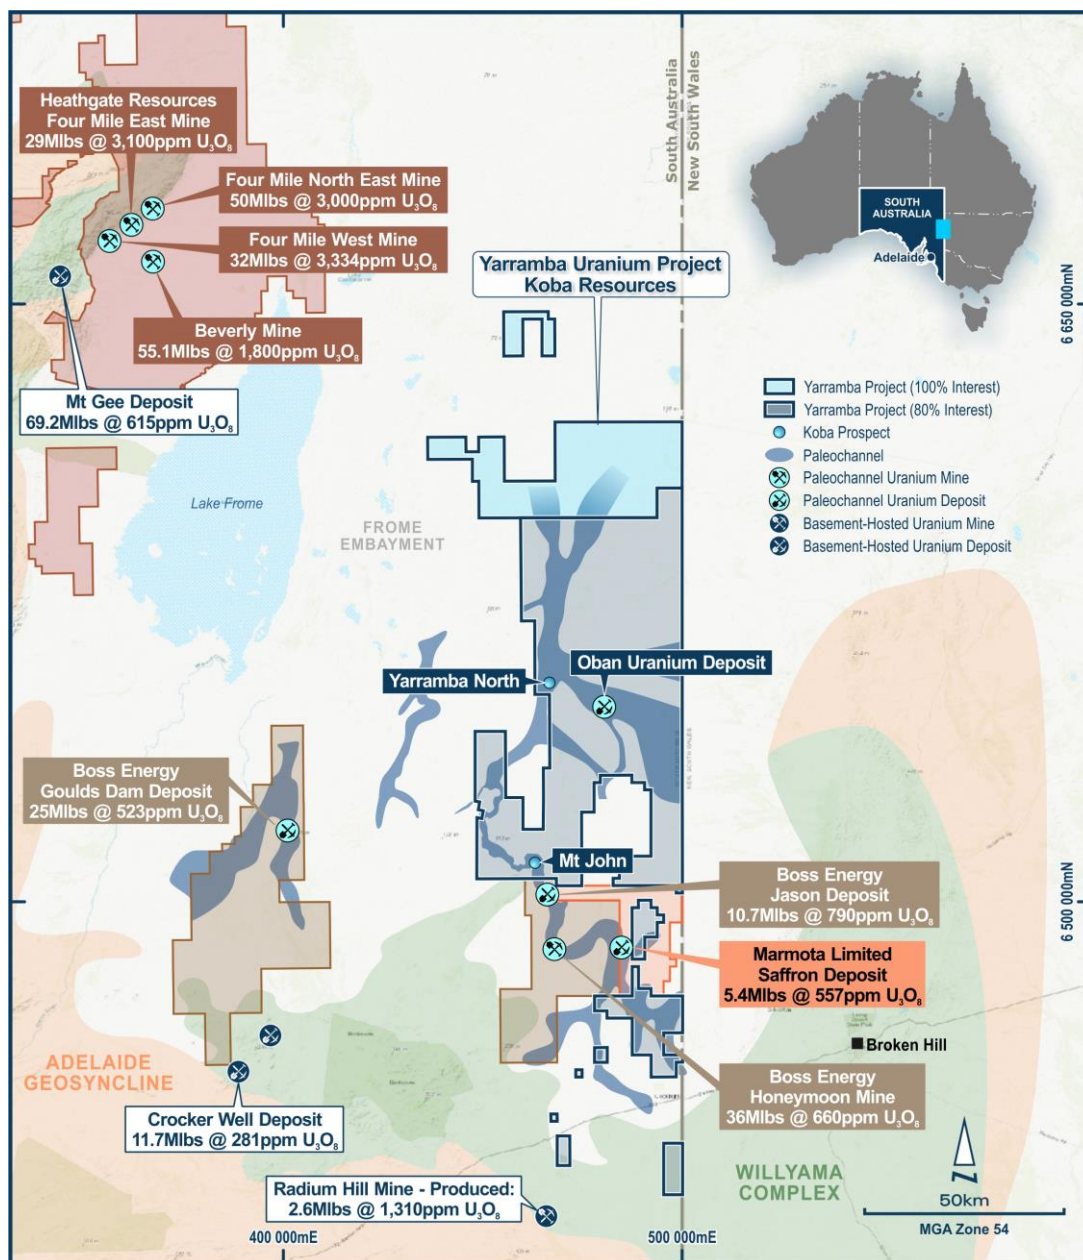 Heathgate Resources
Four Mile East Mine
29Mlbs @ 3,100ppm U₃O₈
Four Mile North East Mine
50Mlbs @ 3,000ppm U₃O₈
Four Mile West Mine
32Mlbs @ 3,334ppm U₃O₈
Beverly Mine
55.1Mlbs @ 1,800ppm U₃O₈
Mt Gee Deposit
69.2Mlbs @ 615ppm U₃O₈
South Australia
New South Wales
SOUTH
AUSTRALIA
Adelaide
Yarramba Uranium Project
Koba Resources
6 650 000mN
Yarramba Project (100% Interest)
Yarramba Project (80% Interest)
Koba Prospect
Paleochannel
Paleochannel Uranium Mine
Paleochannel Uranium Deposit
Basement-Hosted Uranium Mine
Basement-Hosted Uranium Deposit
Lake Frome
FROME
EMBAYMENT
Oban Uranium Deposit
Yarramba North
Boss Energy
Goulds Dam Deposit
25Mlbs @ 523ppm U₃O₈
Mt John
Boss Energy
Jason Deposit
10.7Mlbs @ 790ppm U₃O₈
6 500 000mN
Marmota Limited
Saffron Deposit
5.4Mlbs @ 557ppm U₃O₈
Broken Hill
ADELAIDE
GEOSYNCLINE
Boss Energy
Honeymoon Mine
36Mlbs @ 660ppm U₃O₈
Crocker Well Deposit
11.7Mlbs @ 281ppm U₃O₈
WILLYAMA
COMPLEX
Radium Hill Mine - Produced:
2.6Mlbs @ 1,310ppm U₃O₈
N
50km
MGA Zone 54
400 000mE
500 000mE